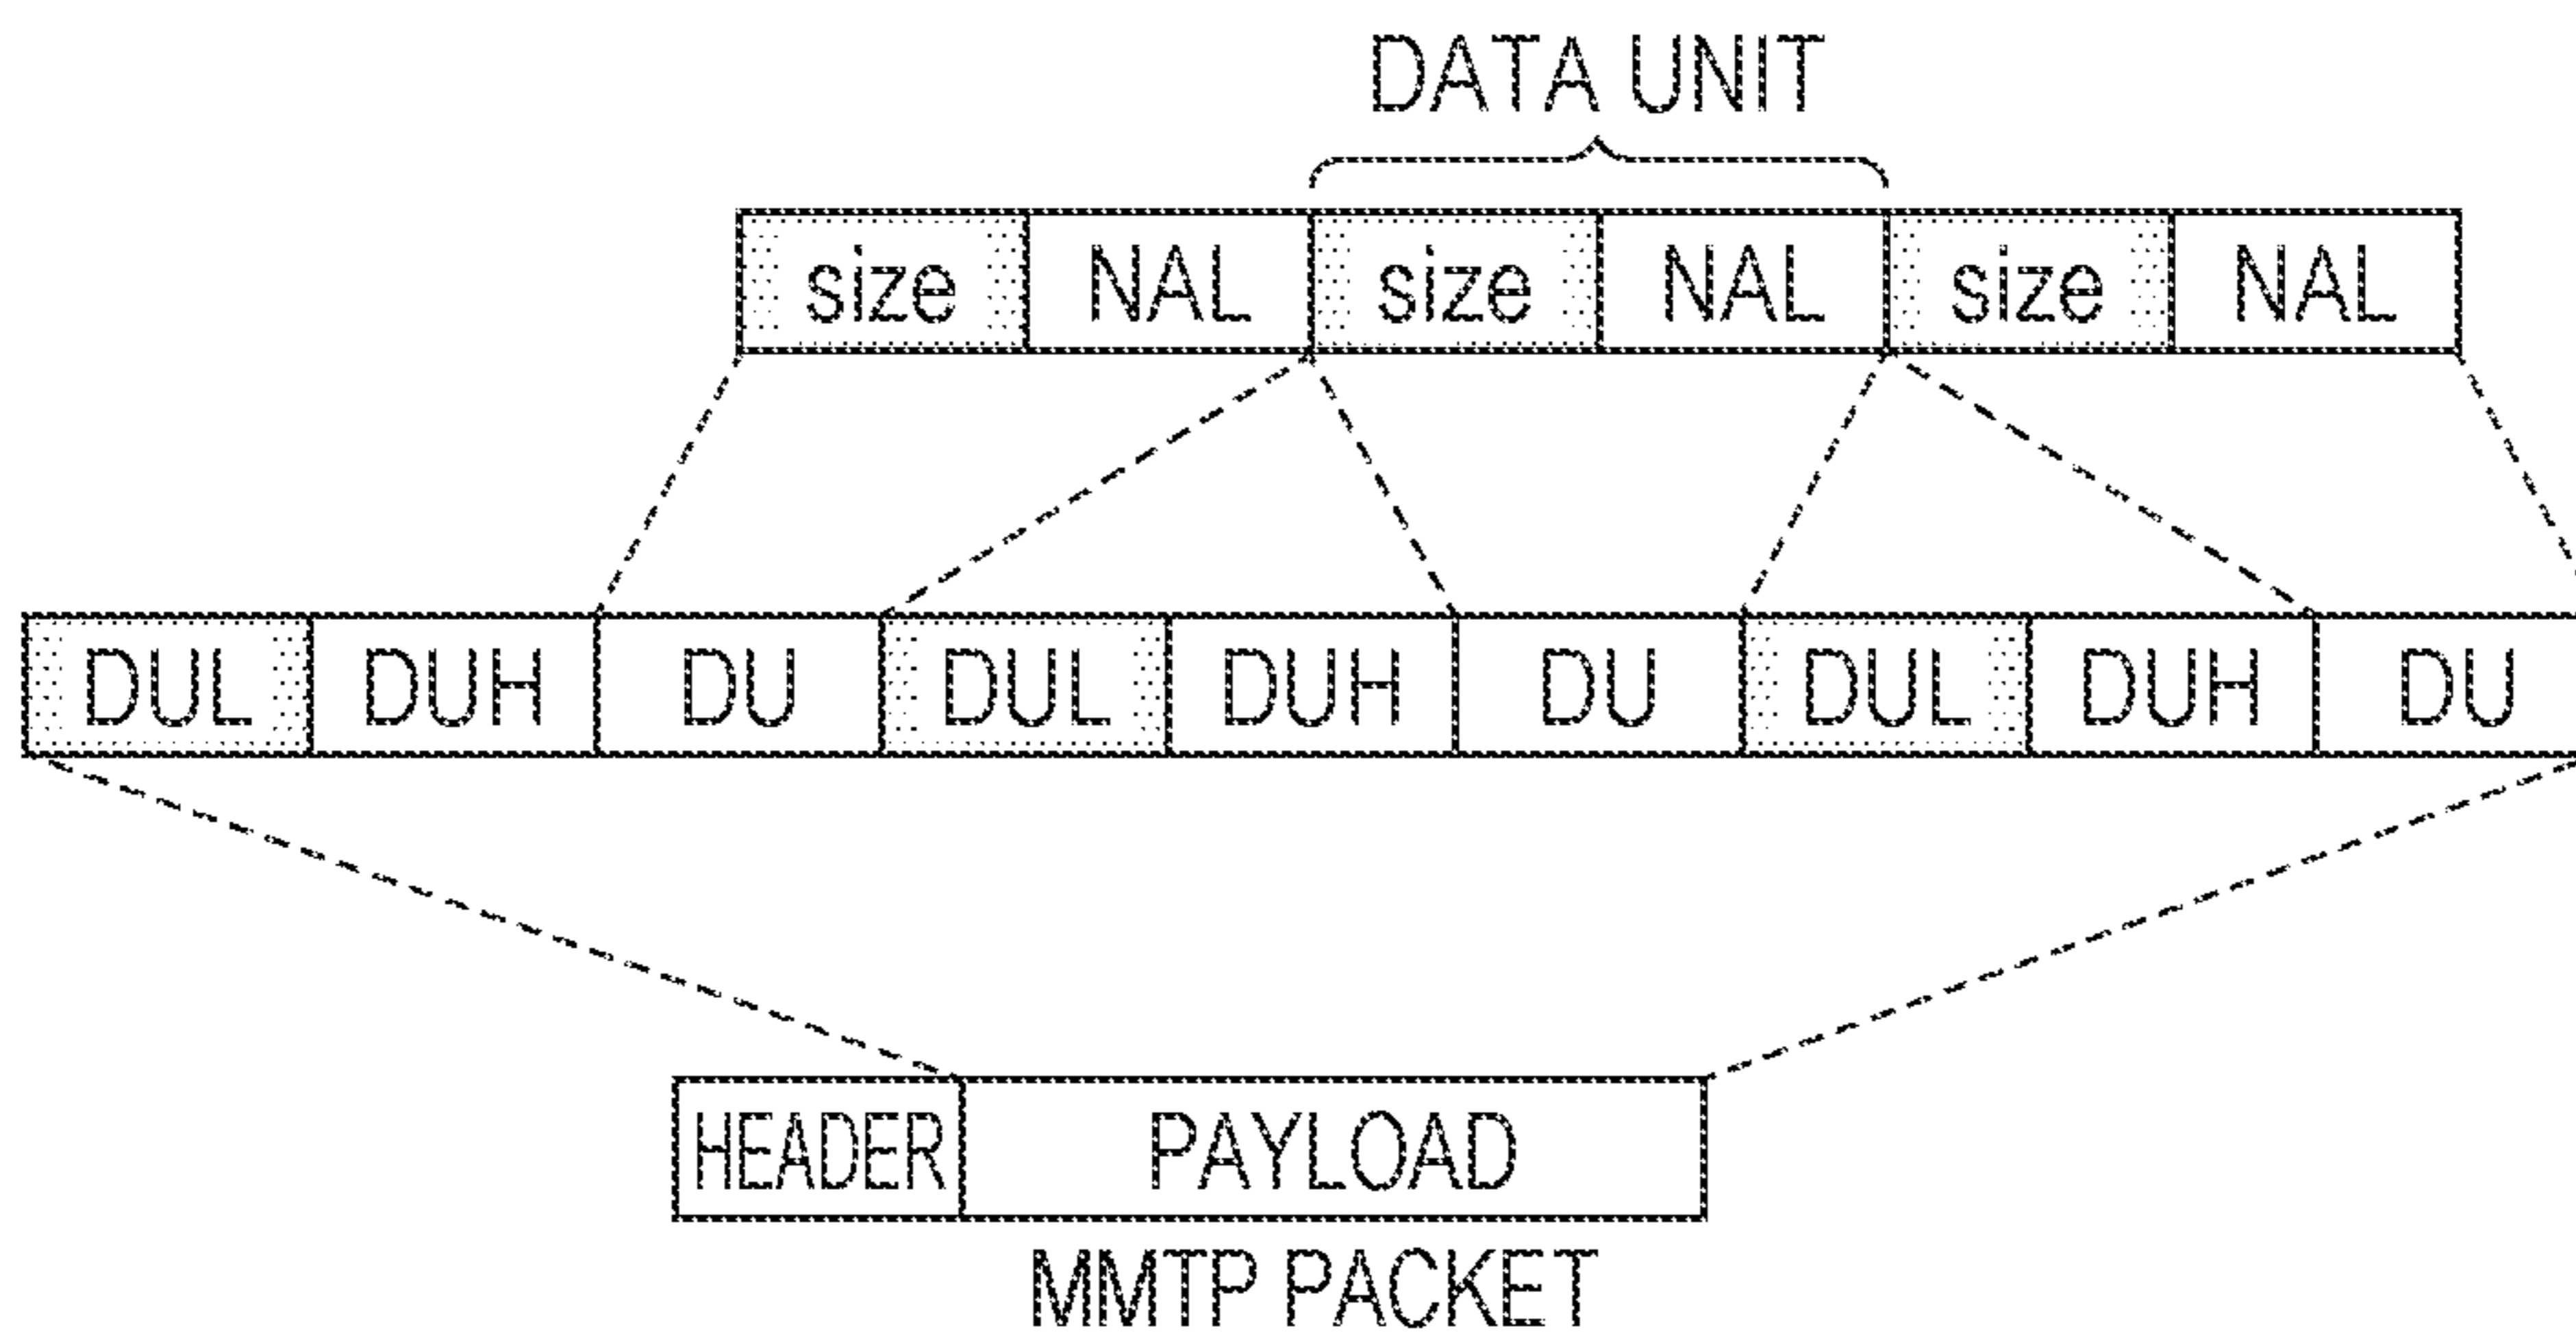 DATA UNIT
size NAL size NAL size NAL
DUL DUH DU DUL DUH DU DUL DUH DU
HEADER PAYLOAD
MMTP PACKET